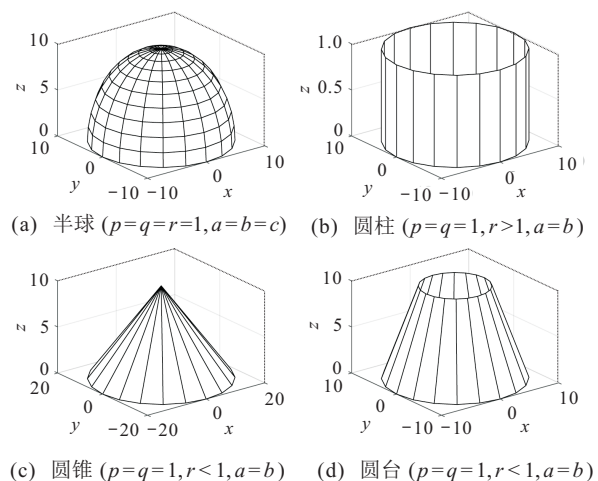 10
5
0
z
10
0
−10
y
−10
0
10
x
(a) 半球 (p=q=r=1,a=b=c)
1.0
0.5
0
z
10
0
−10
y
−10
0
10
x
(b) 圆柱 (p=q=1,r>1,a=b)
10
5
0
z
20
0
−20
y
−20
0
20
x
(c) 圆锥 (p=q=1,r<1,a=b)
10
5
0
z
10
0
−10
y
−10
0
10
x
(d) 圆台 (p=q=1,r<1,a=b)